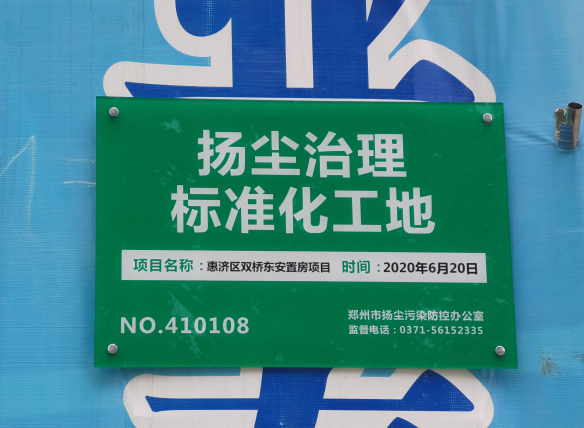 扬尘治理
标准化工地
项目名称：惠济区双桥东安置房项目 时间：2020年6月20日
NO.410108
郑州市扬尘污染防控办公室
监督电话：0371-56152335